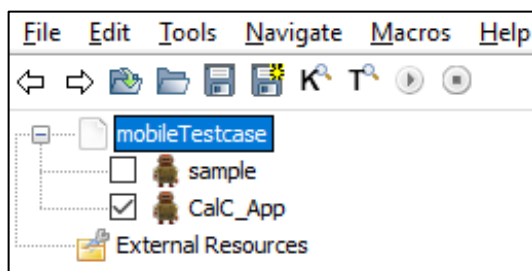 File Edit Tools Navigate Macros Help
K T
mobileTestcase
sample
CalC_App
External Resources